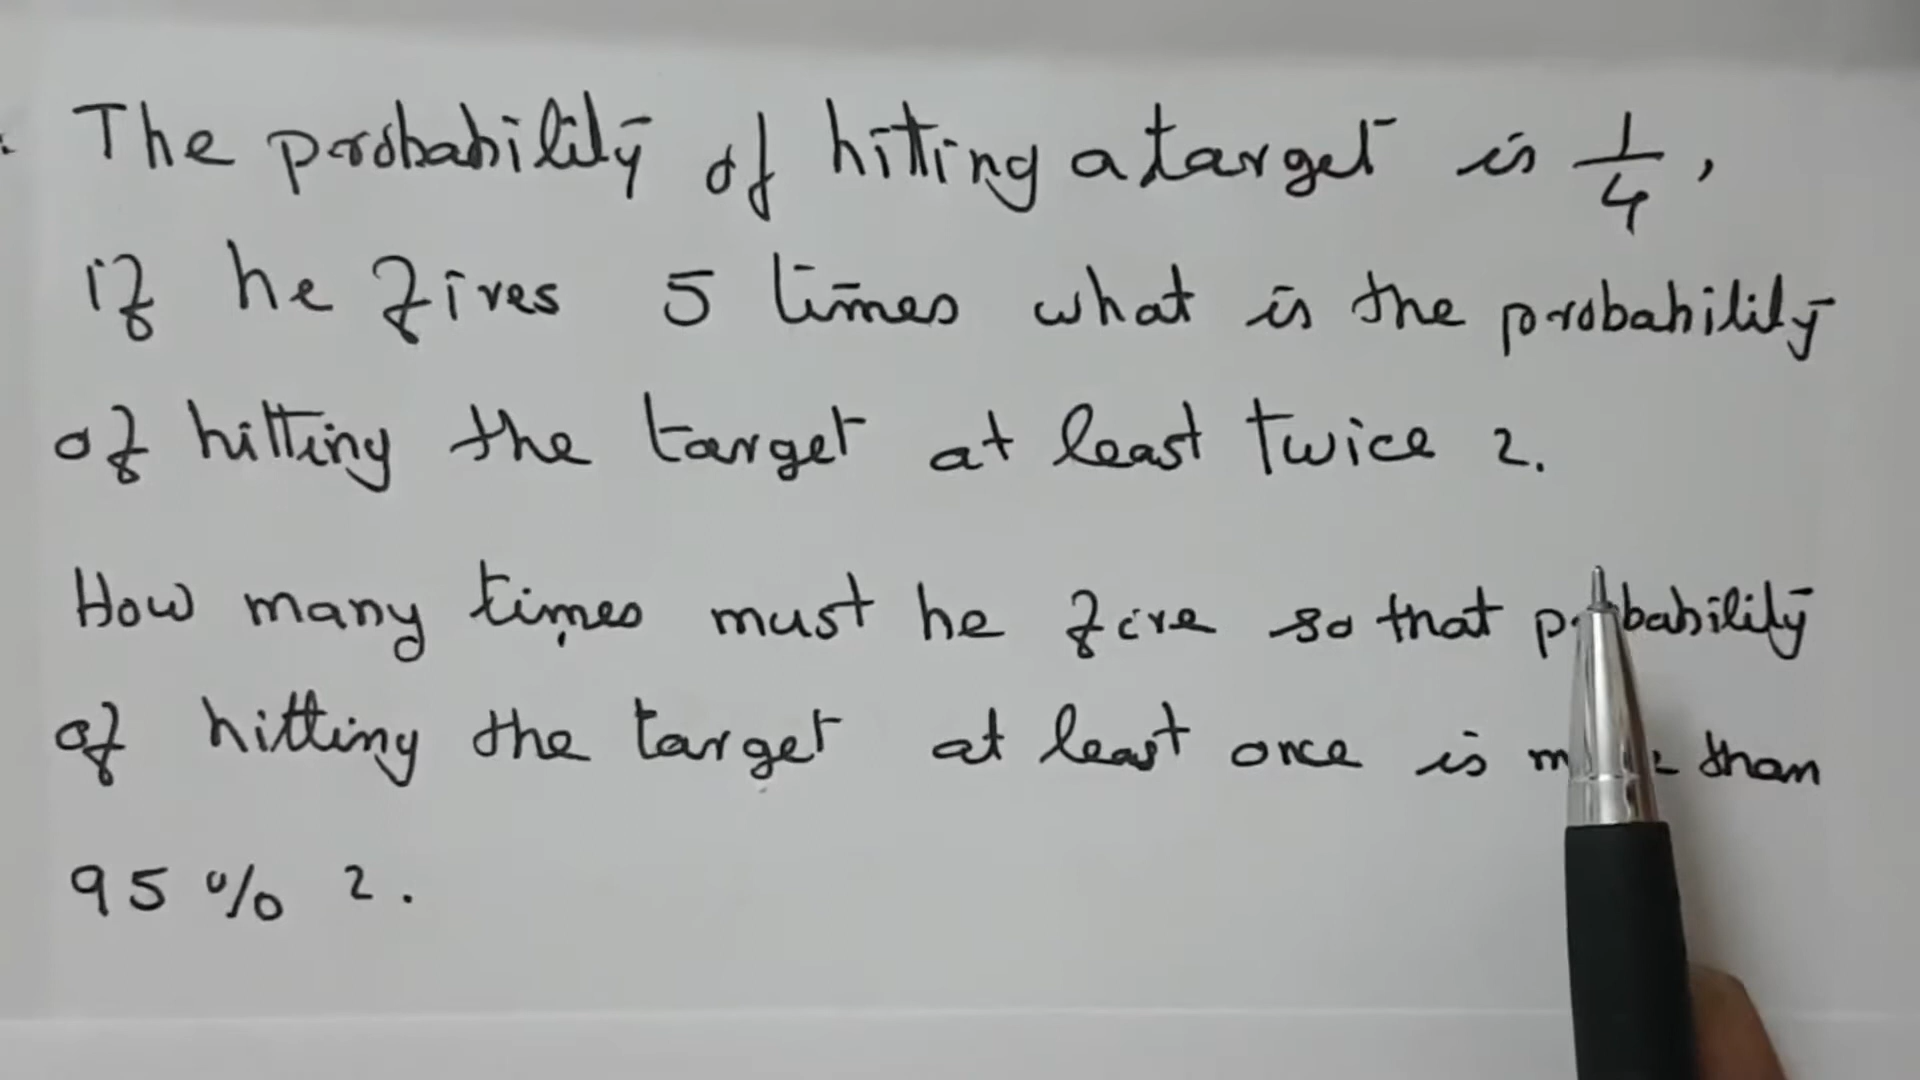 The probability of hitting a target is 1/4,
if he fires 5 times what is the probability
of hitting the target at least twice ?.
How many times must he fire so that probability
of hitting the target at least once is than
95 % ?.